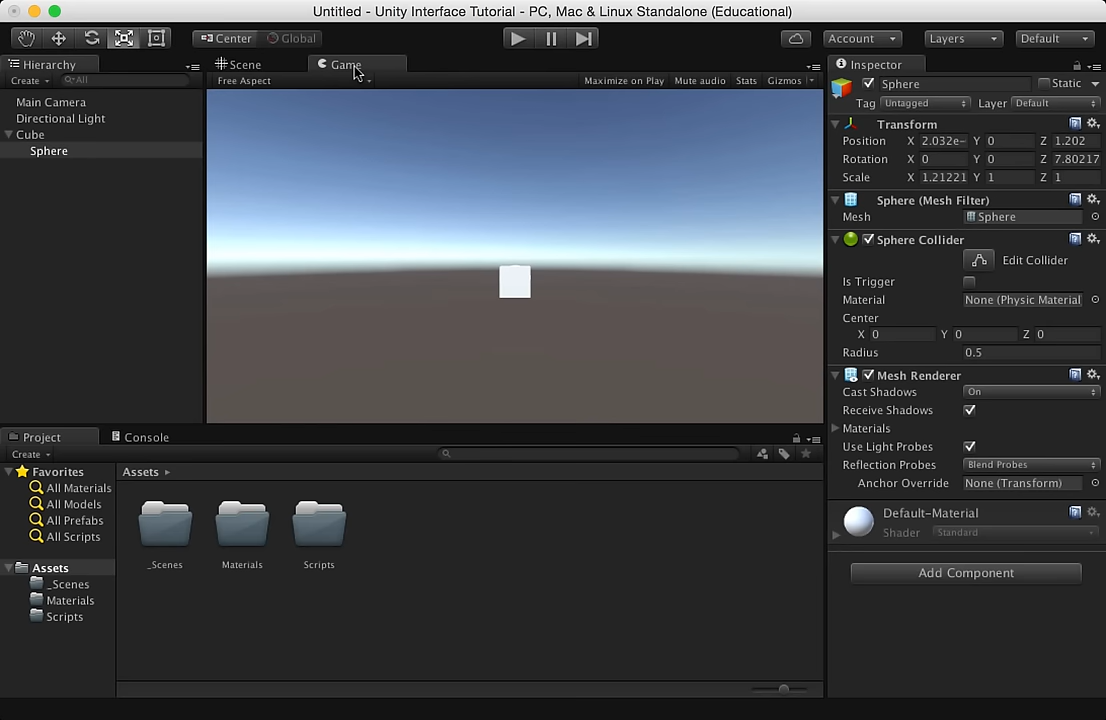 Untitled - Unity Interface Tutorial - PC, Mac & Linux Standalone (Educational)
Center Global Account Layers Default
Hierarchy
Create All
Main Camera
Directional Light
Cube
Sphere
Scene Game
Free Aspect Maximize on Play Mute audio Stats Gizmos
Inspector
Sphere Static
Tag Untagged Layer Default
Transform
Position X 2.032e- Y 0 Z 1.202
Rotation X 0 Y 0 Z 7.80217
Scale X 1.21221 Y 1 Z 1
Sphere (Mesh Filter)
Mesh Sphere
Sphere Collider
Edit Collider
Is Trigger
Material None (Physic Material
Center
X 0 Y 0 Z 0
Radius 0.5
Mesh Renderer
Cast Shadows On
Receive Shadows
Materials
Use Light Probes
Reflection Probes Blend Probes
Anchor Override None (Transform)
Default-Material
Shader Standard
Add Component
Project Console
Create
Favorites
All Materials
All Models
All Prefabs
All Scripts
Assets
_Scenes
Materials
Scripts
Assets
_Scenes Materials Scripts